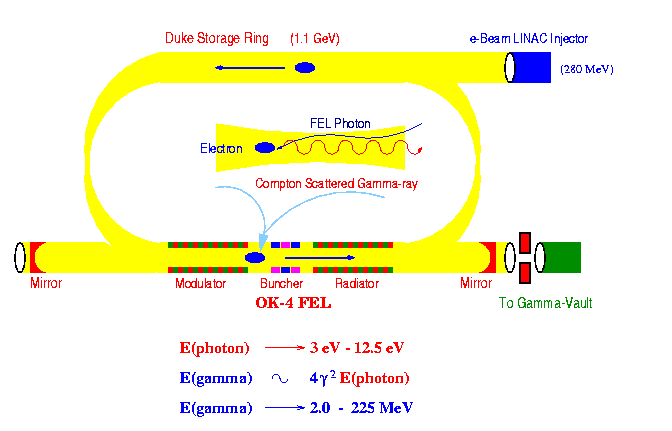 Duke Storage Ring (1.1 GeV)
e-Beam LINAC Injector
(280 MeV)
FEL Photon
Electron
Compton Scattered Gamma-ray
Mirror
Modulator
Buncher
Radiator
Mirror
OK-4 FEL
To Gamma-Vault
E(photon) → 3 eV - 12.5 eV
E(gamma) ~ 4γ² E(photon)
E(gamma) → 2.0 - 225 MeV